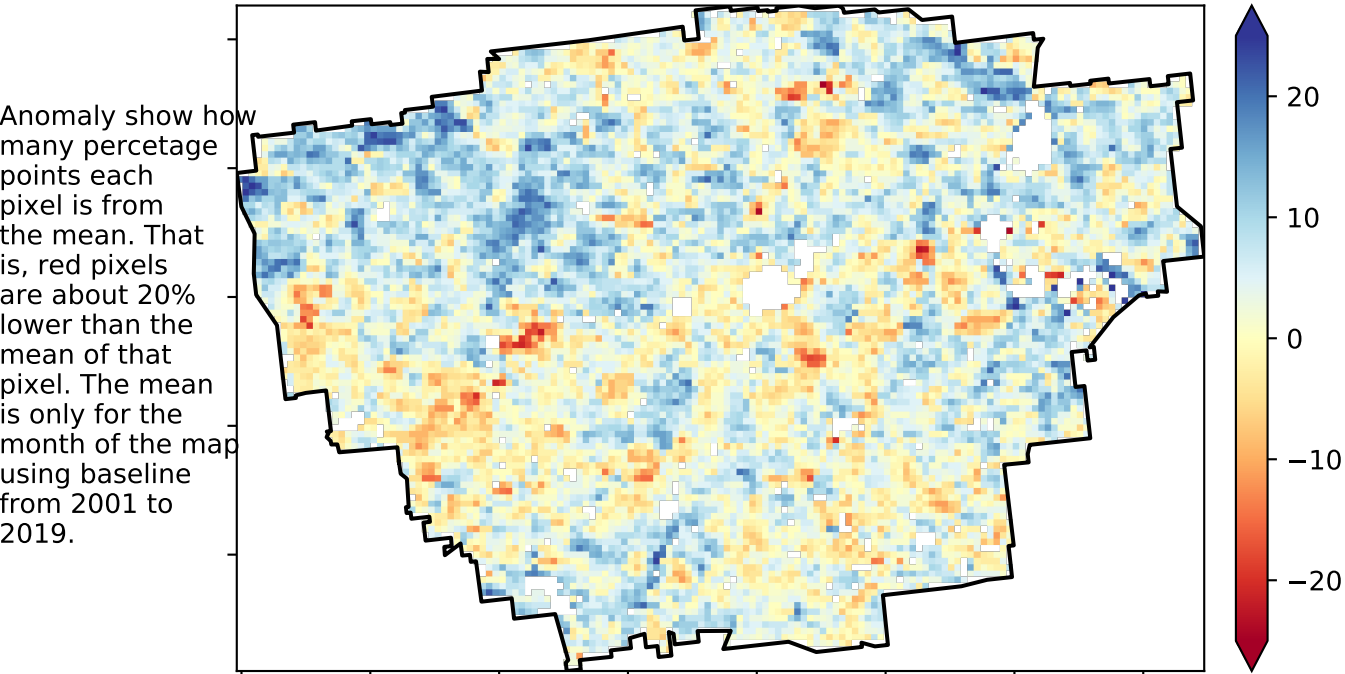 Anomaly show how
many percetage
points each
pixel is from
the mean. That
is, red pixels
are about 20%
lower than the
mean of that
pixel. The mean
is only for the
month of the map
using baseline
from 2001 to
2019.
20
10
0
−10
−20